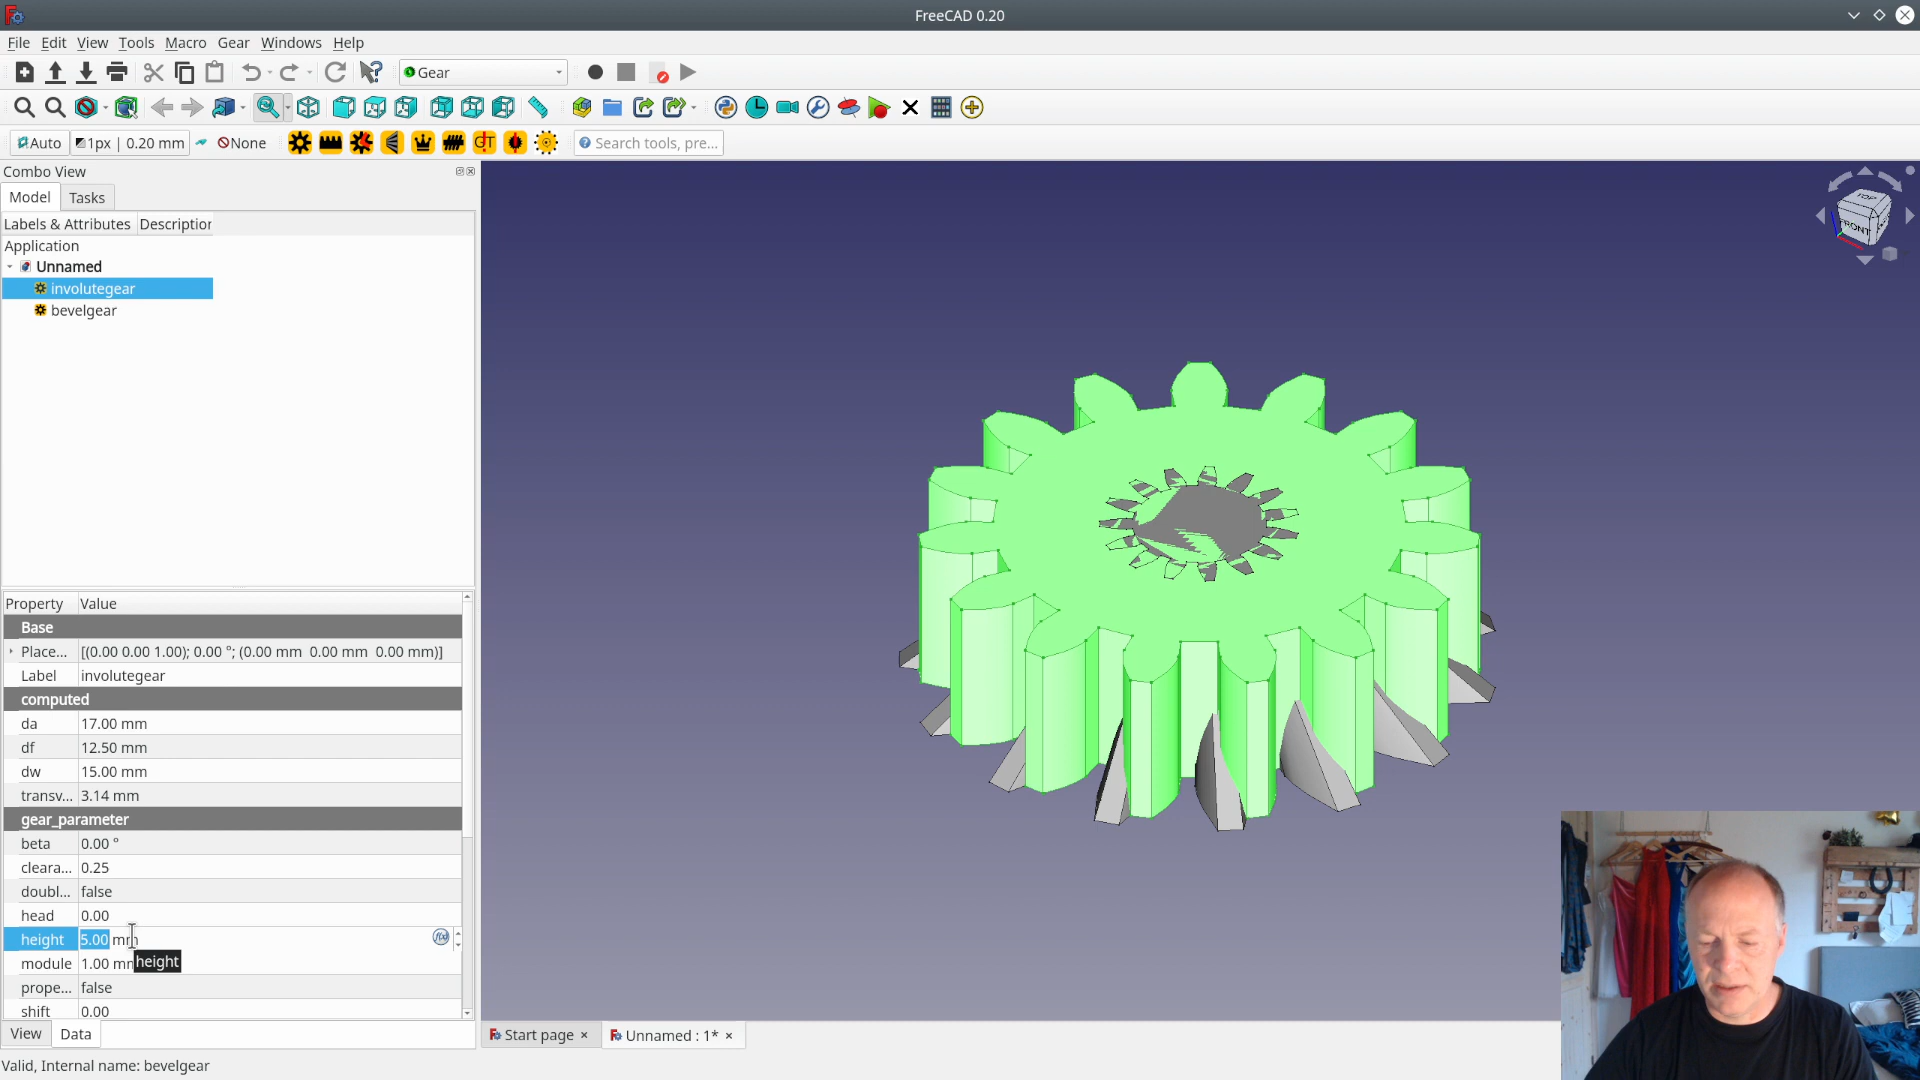 FreeCAD 0.20
File Edit View Tools Macro Gear Windows Help
Gear
Auto 1px | 0.20 mm None GT Search tools, pre...
Combo View
Model Tasks
Labels & Attributes Description
Application
Unnamed
involutegear
bevelgear
TOP
FRONT
Property Value
Base
Place... [(0.00 0.00 1.00); 0.00 °; (0.00 mm 0.00 mm 0.00 mm)]
Label involutegear
computed
da 17.00 mm
df 12.50 mm
dw 15.00 mm
transv... 3.14 mm
gear_parameter
beta 0.00 °
cleara... 0.25
doubl... false
head 0.00
height 5.00 mm
module 1.00 mm
height
prope... false
shift 0.00
View Data
Start page Unnamed : 1*
Valid, Internal name: bevelgear